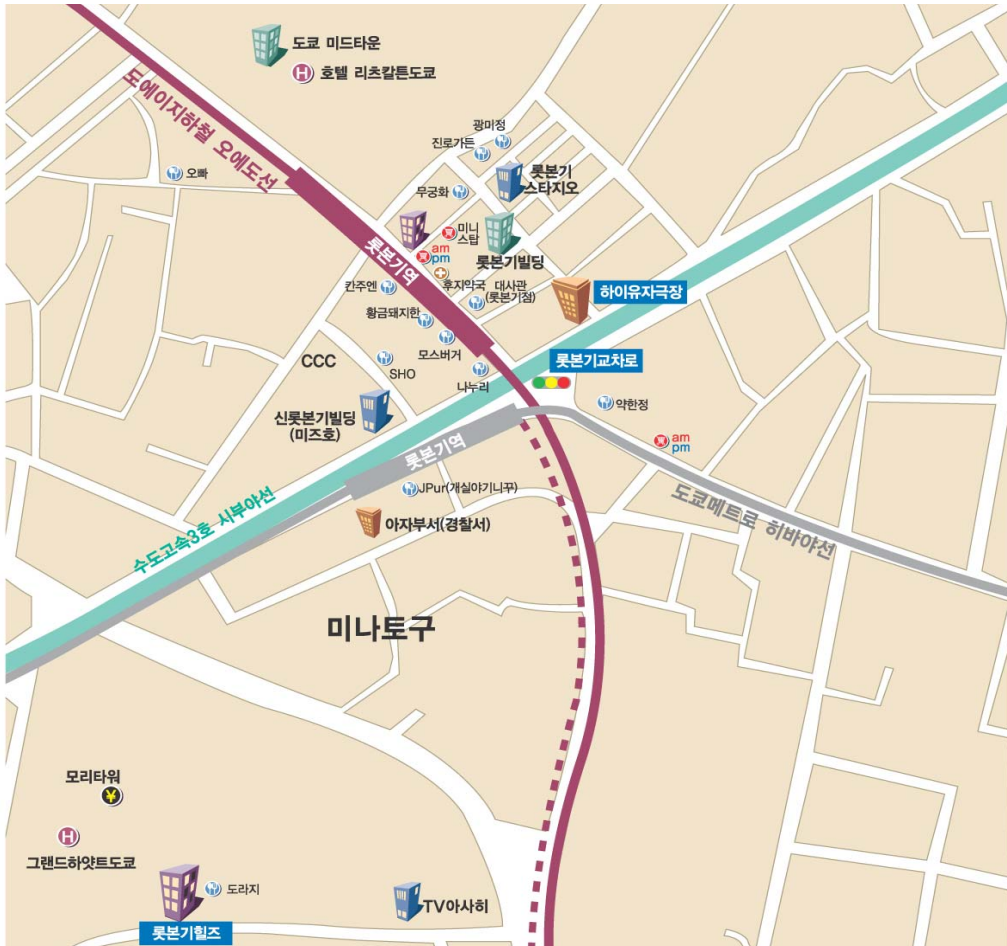 도쿄 미드타운
호텔 리츠칼튼도쿄
도에이지하철 오에도선
광미정
진로가든
오빠
롯본기
스타지오
무궁화
미니
스탑
am
pm
롯본기역
롯본기빌딩
후지약국
대사관
(롯본기점)
칸주엔
하이유자극장
황금돼지한
모스버거
롯본기교차로
CCC
SHO
나누리
신롯본기빌딩
(미즈호)
약한정
am
pm
롯본기역
JPur(개실야기니꾸)
도쿄메트로 히바야선
아자부서(경찰서)
수도고속3호 시부야선
미나토구
모리타워
¥
H
H
그랜드하얏트도쿄
도라지
TV아사히
롯본기힐즈